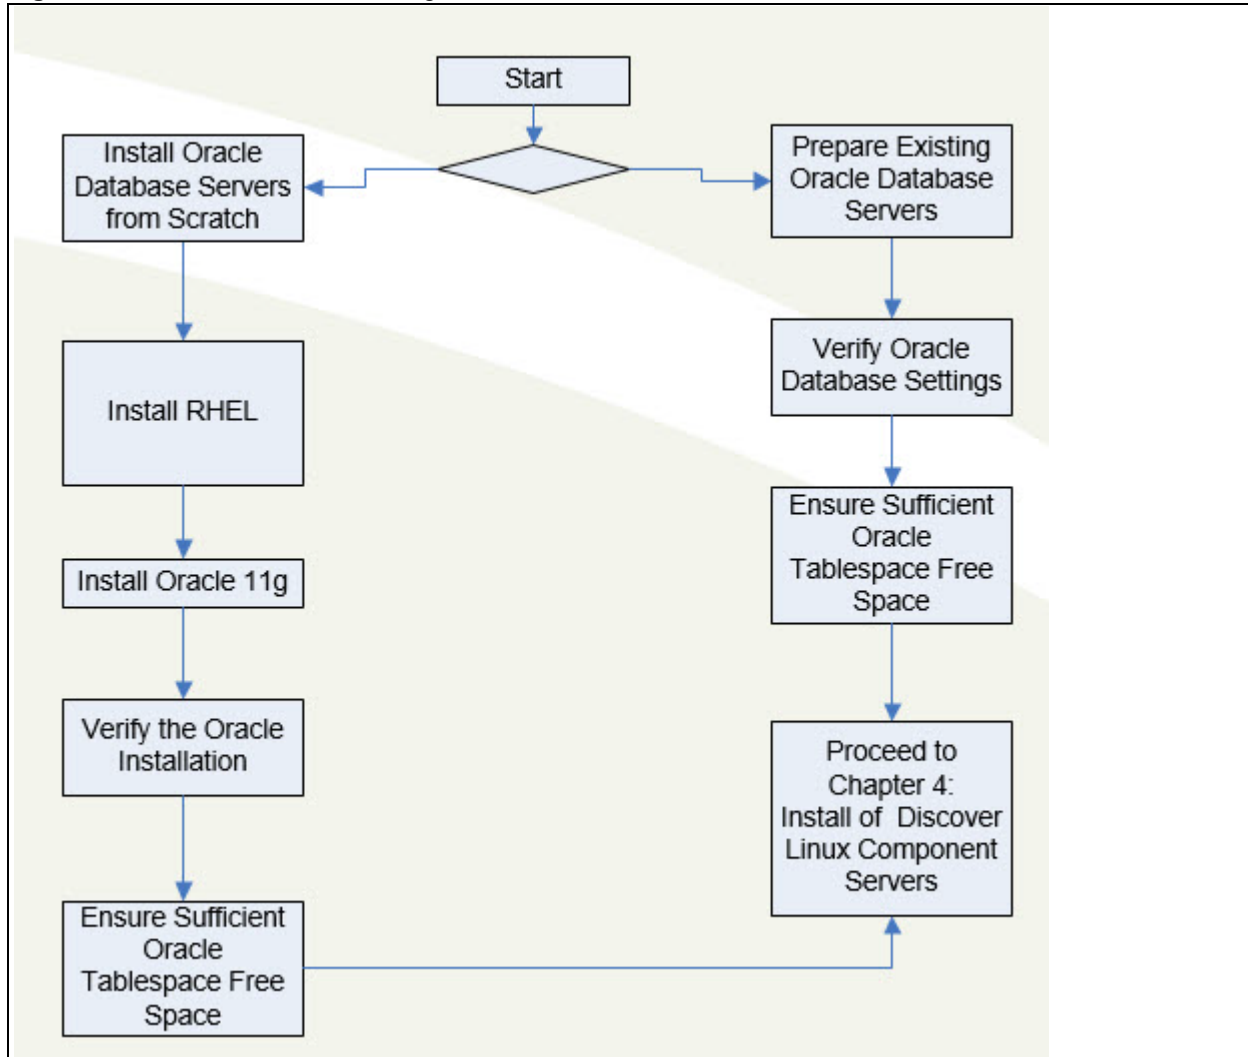 Start
Install Oracle
Database Servers
from Scratch
Prepare Existing
Oracle Database
Servers
Install RHEL
Verify Oracle
Database Settings
Install Oracle 11g
Ensure Sufficient
Oracle
Tablespace Free
Space
Verify the Oracle
Installation
Proceed to
Chapter 4:
Install of Discover
Linux Component
Servers
Ensure Sufficient
Oracle
Tablespace Free
Space